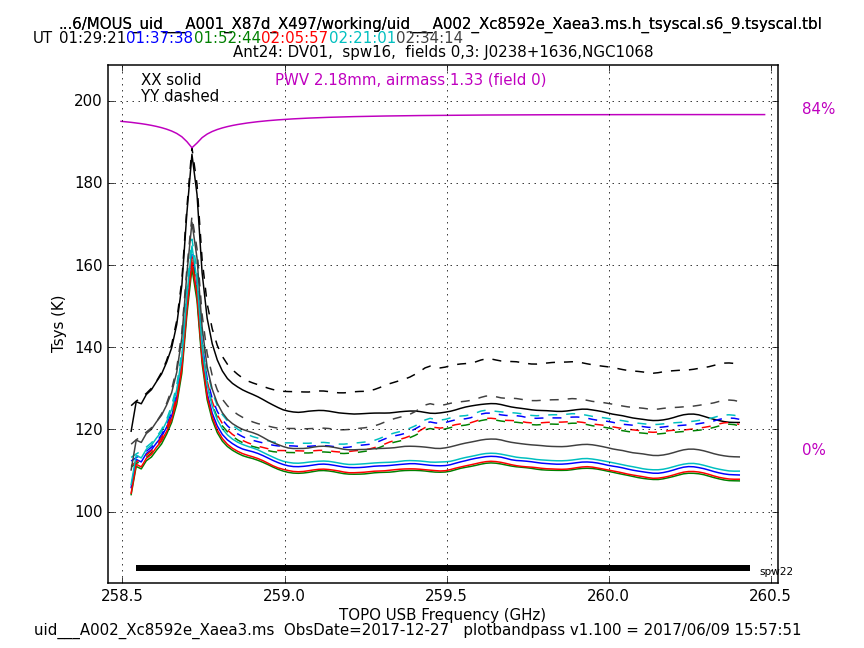 ...6/MOUS_uid___A001_X87d_X497/working/uid___A002_Xc8592e_Xaea3.ms.h_tsyscal.s6_9.tsyscal.tbl
UT 01:29:21 01:37:38 01:52:44 02:05:57 02:21:01 02:34:14
Ant24: DV01, spw16, fields 0,3: J0238+1636,NGC1068
XX solid
YY dashed
PWV 2.18mm, airmass 1.33 (field 0)
84%
0%
200
180
160
140
120
100
Tsys (K)
spw22
258.5 259.0 259.5 260.0 260.5
TOPO USB Frequency (GHz)
uid___A002_Xc8592e_Xaea3.ms ObsDate=2017-12-27 plotbandpass v1.100 = 2017/06/09 15:57:51